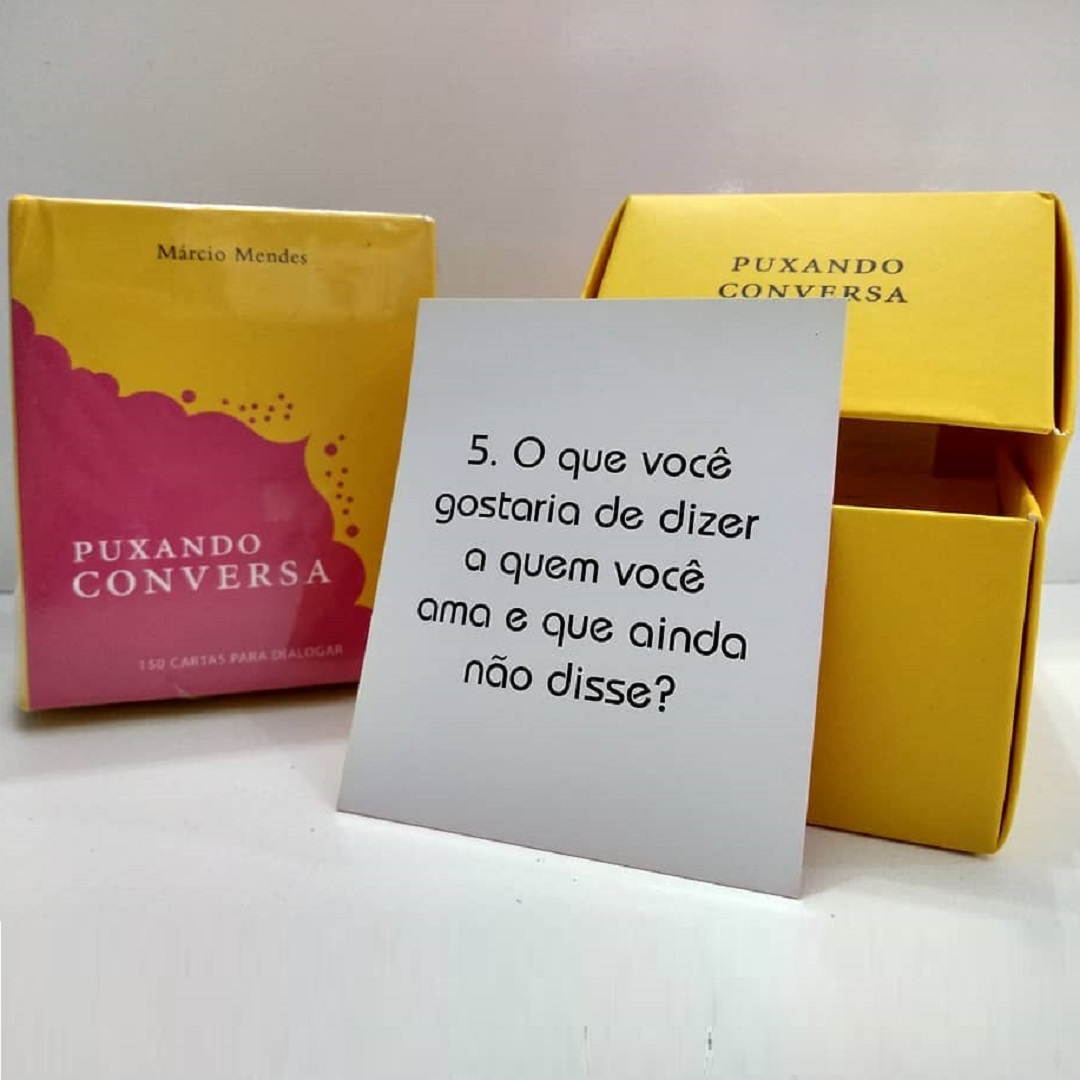 Márcio Mendes
PUXANDO
CONVERSA
150 CARTAS PARA DIALOGAR
PUXANDO
CONVERSA
5. O que você
gostaria de dizer
a quem você
ama e que ainda
não disse?